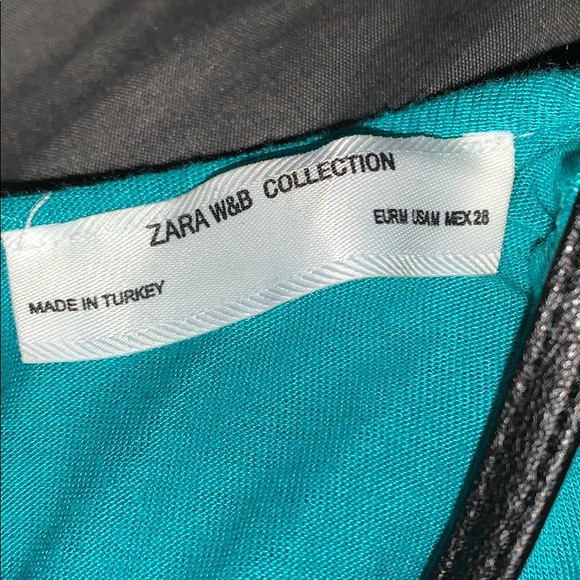 ZARA W&B COLLECTION
EUR M USA M MEX 28
MADE IN TURKEY